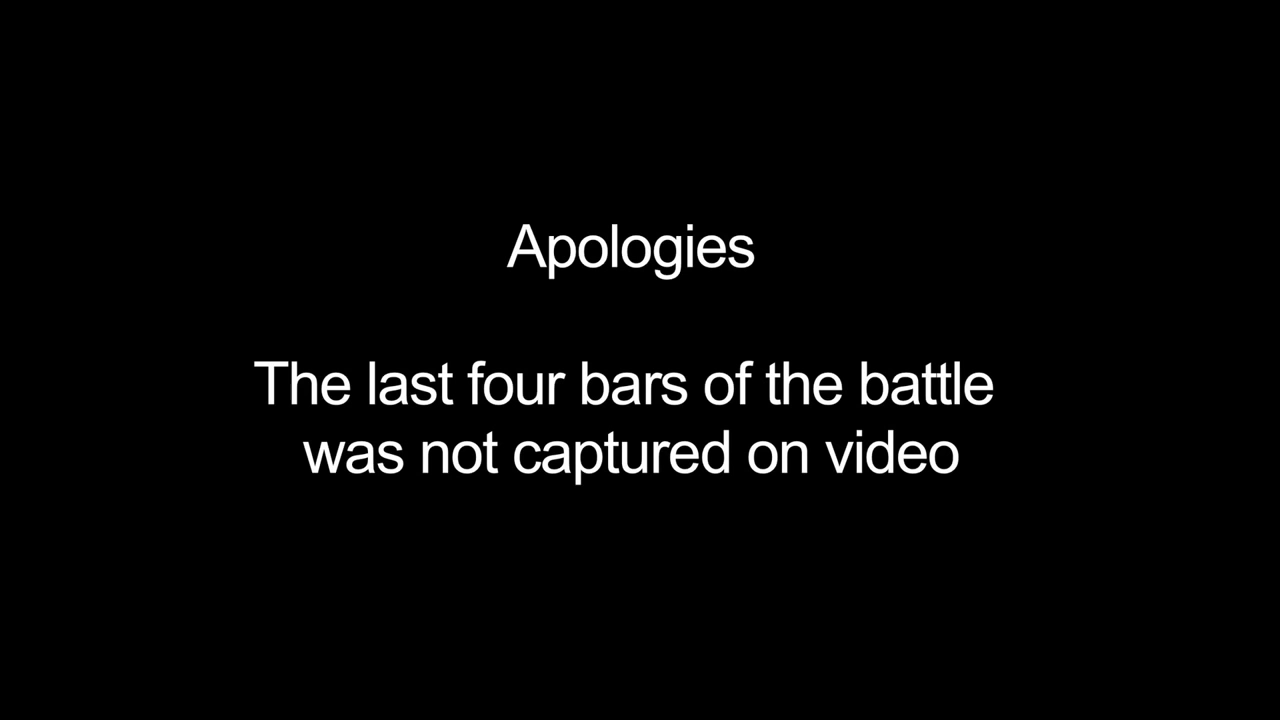 Apologies
The last four bars of the battle
was not captured on video